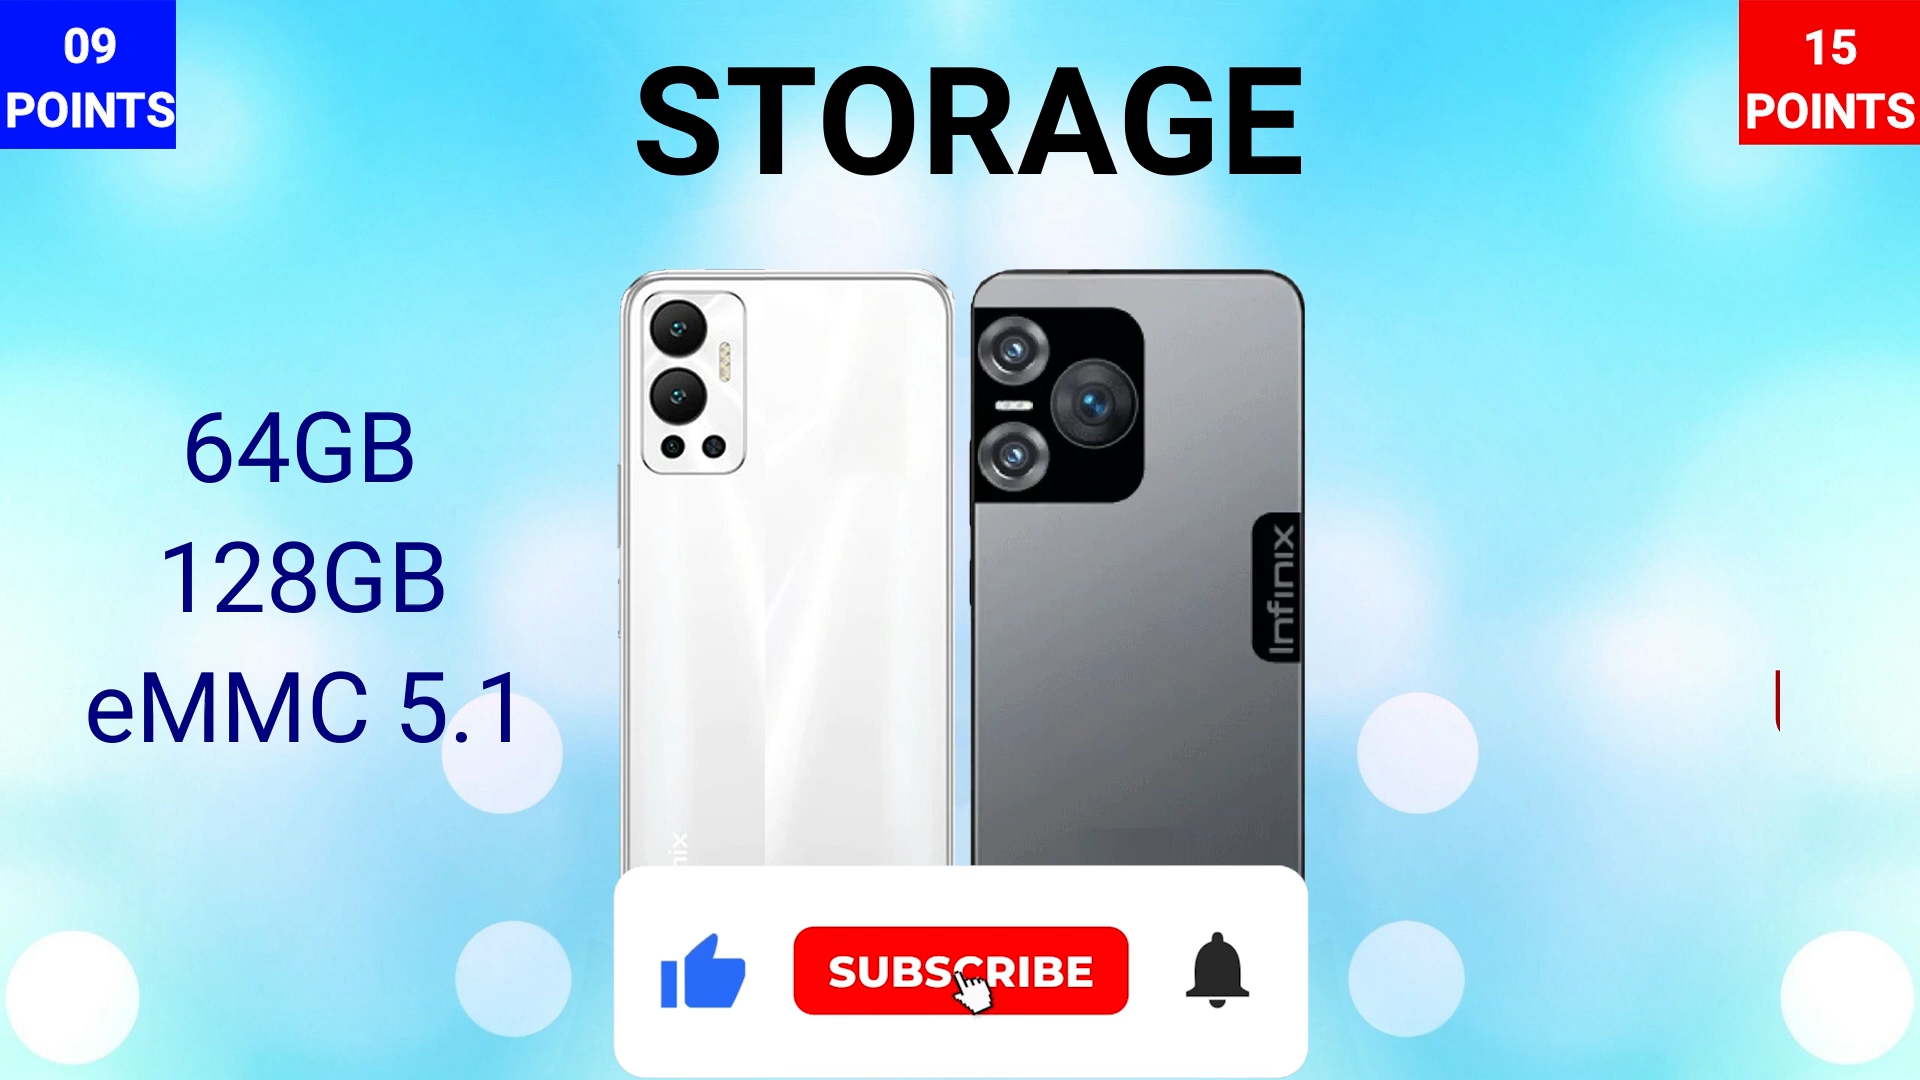 09
POINTS
STORAGE
15
POINTS
64GB
128GB
eMMC 5.1
Infinix
SUBSCRIBE